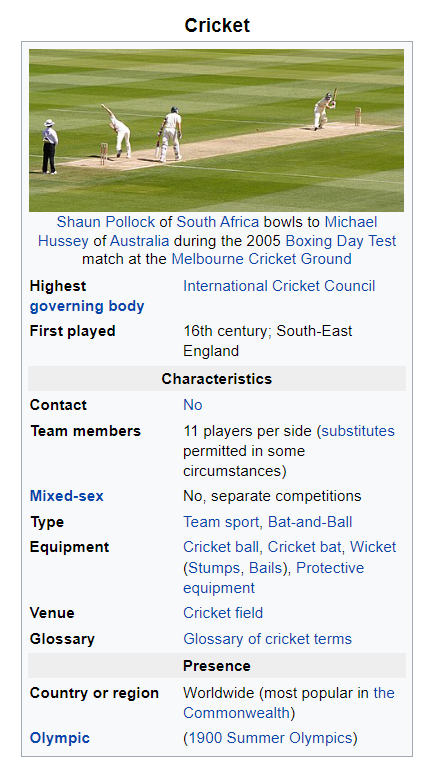 Cricket
Shaun Pollock of South Africa bowls to Michael
Hussey of Australia during the 2005 Boxing Day Test
match at the Melbourne Cricket Ground
Highest governing body
International Cricket Council
First played
16th century; South-East
England
Characteristics
Contact No
Team members 11 players per side (substitutes
permitted in some
circumstances)
Mixed-sex No, separate competitions
Type Team sport, Bat-and-Ball
Equipment Cricket ball, Cricket bat, Wicket
(Stumps, Bails), Protective
equipment
Venue Cricket field
Glossary Glossary of cricket terms
Presence
Country or region Worldwide (most popular in the
Commonwealth)
Olympic (1900 Summer Olympics)